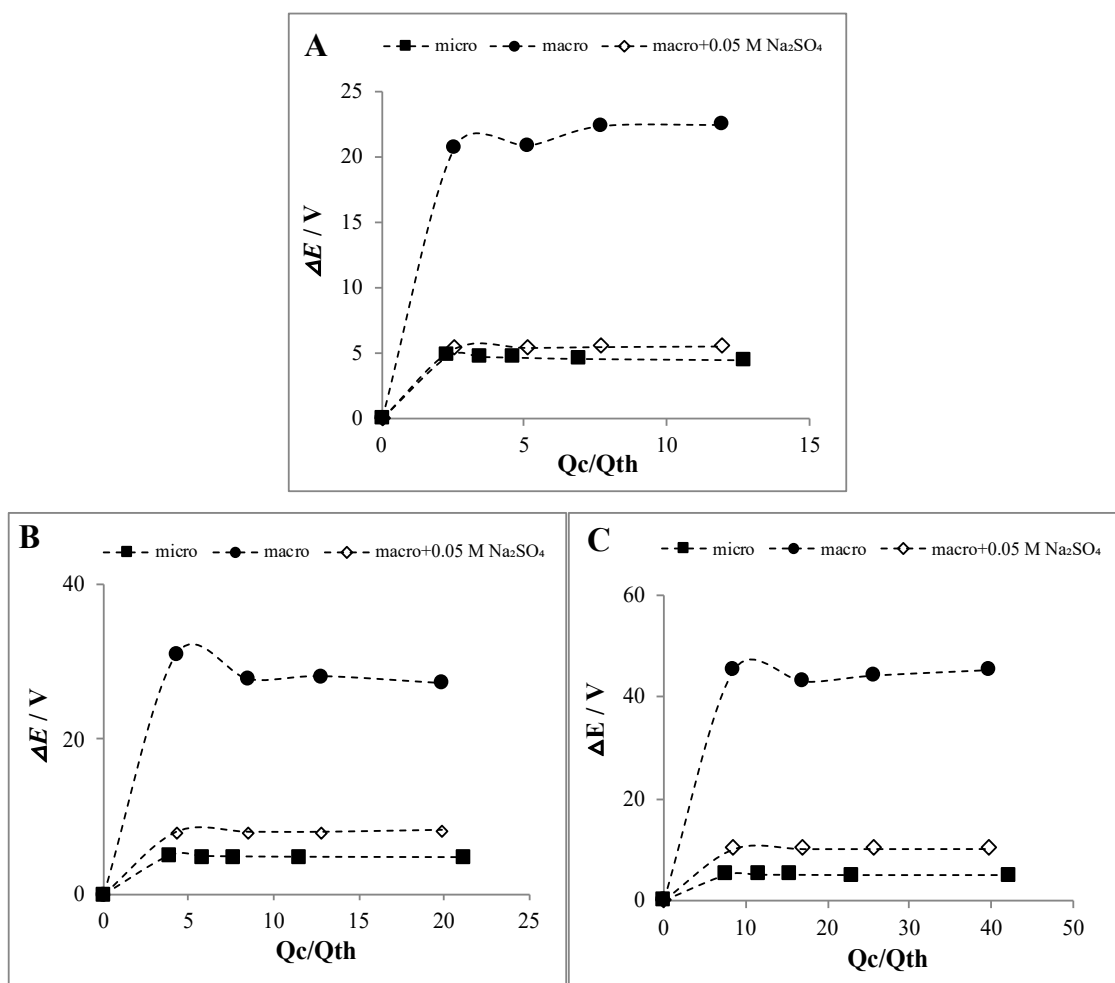 A
micro macro macro+0.05 M Na₂SO₄
25
20
15
10
5
0
ΔE / V
0 5 10 15
Qc/Qth
B
micro macro macro+0.05 M Na₂SO₄
40
20
0
ΔE / V
0 5 10 15 20 25
Qc/Qth
C
micro macro macro+0.05 M Na₂SO₄
60
40
20
0
ΔE / V
0 10 20 30 40 50
Qc/Qth